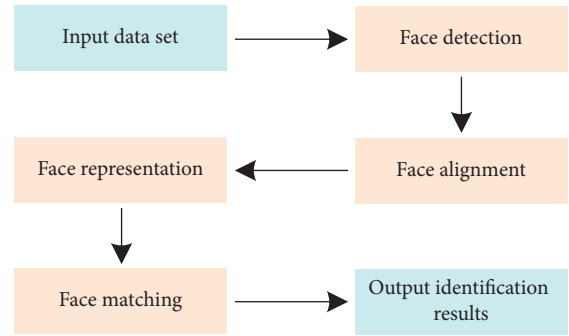 Input data set
Face detection
Face alignment
Face representation
Face matching
Output identification
results